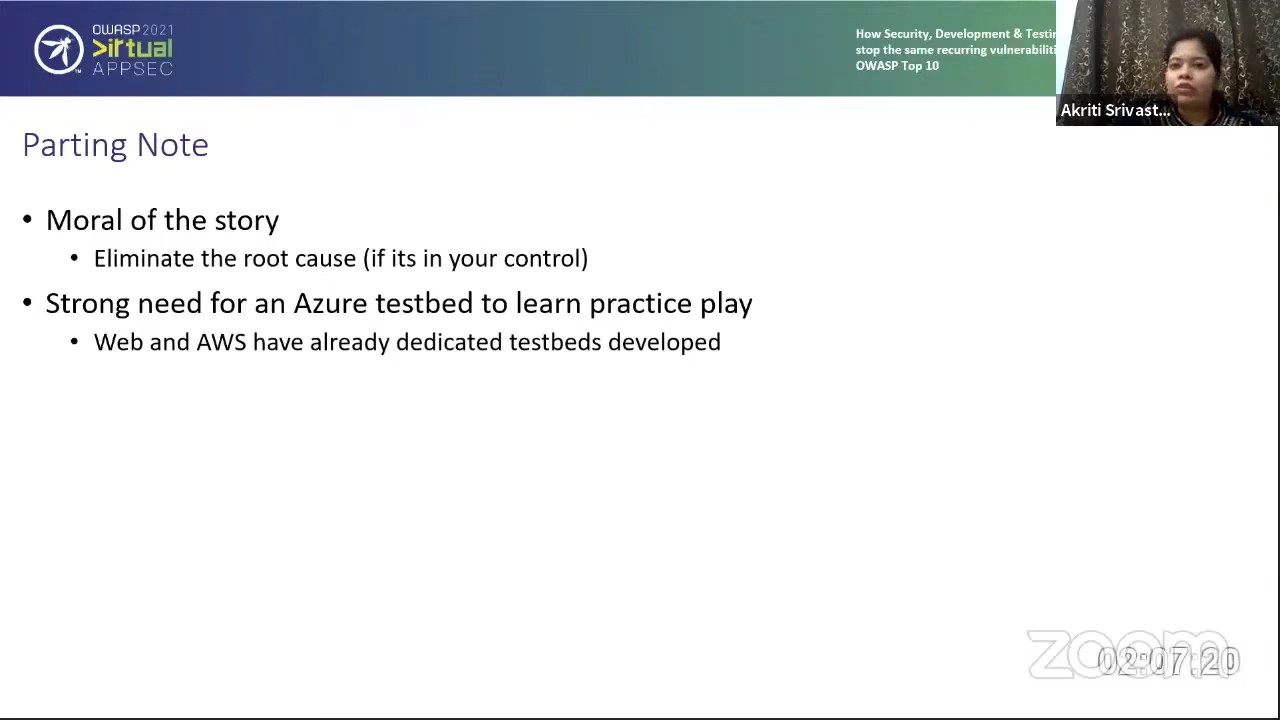 OWASP 2021
>irtual
APPSEC
How Security, Development & Testin
stop the same recurring vulnerabiliti
OWASP Top 10
Akriti Srivast...
Parting Note
• Moral of the story
• Eliminate the root cause (if its in your control)
• Strong need for an Azure testbed to learn practice play
• Web and AWS have already dedicated testbeds developed
zoom
02:07:20